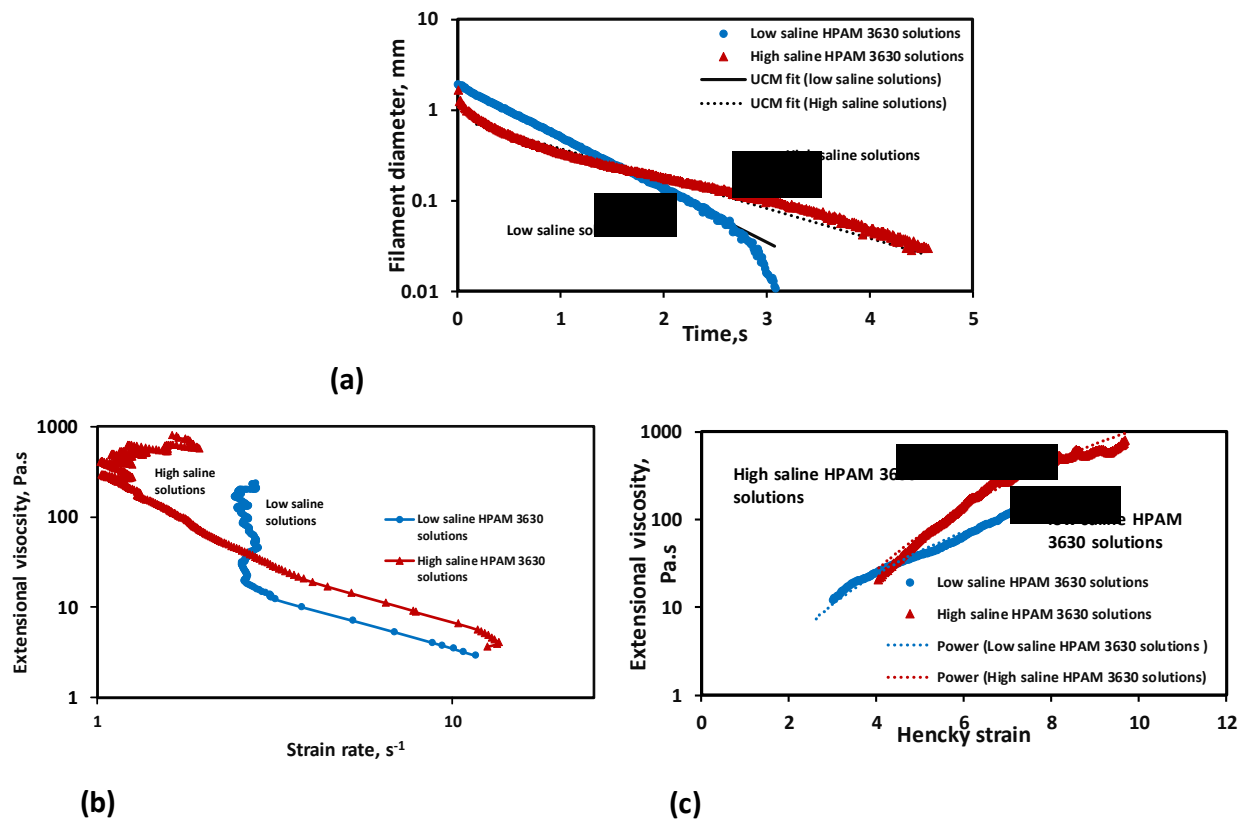 10
1
0.1
0.01
Filament diameter, mm
Low saline HPAM 3630 solutions
High saline HPAM 3630 solutions
UCM fit (low saline solutions)
UCM fit (High saline solutions)
saline solutions
Low saline
0 1 2 3 4 5
Time,s
(a)
1000
100
10
1
Extensional visocsity, Pa.s
High saline
solutions
Low saline
solutions
Low saline HPAM 3630
solutions
High saline HPAM 3630
solutions
1 10
Strain rate, s-1
(b)
1000
100
10
1
Extensional viscosity,
Pa.s
High saline HPAM
solutions
saline HPAM
3630 solutions
Low saline HPAM 3630 solutions
High saline HPAM 3630 solutions
Power (Low saline HPAM 3630 solutions )
Power (High saline HPAM 3630 solutions)
0 2 4 6 8 10 12
Hencky strain
(c)